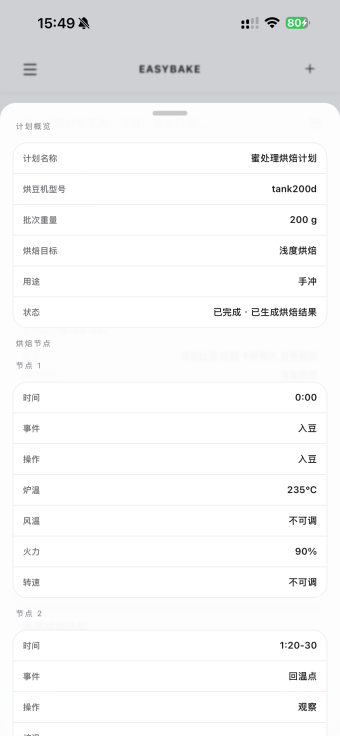 15:49
80
EASYBAKE
计划概览
计划名称 蜜处理烘焙计划
烘豆机型号 tank200d
批次重量 200 g
烘焙目标 浅度烘焙
用途 手冲
状态 已完成 · 已生成烘焙结果
烘焙节点
节点 1
时间 0:00
事件 入豆
操作 入豆
炉温 235°C
风温 不可调
火力 90%
转速 不可调
节点 2
时间 1:20-30
事件 回温点
操作 观察